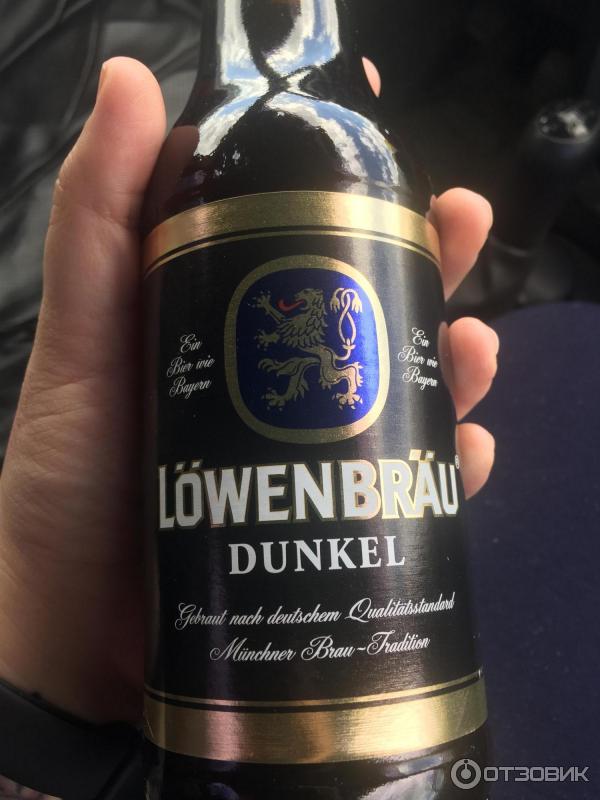 Ein
Bier wie
Bayern
Ein
Bier wie
Bayern
LÖWENBRÄU®
DUNKEL
Gebraut nach deutschem Qualitätsstandard
Münchner Brau-Tradition
ОТЗОВИК